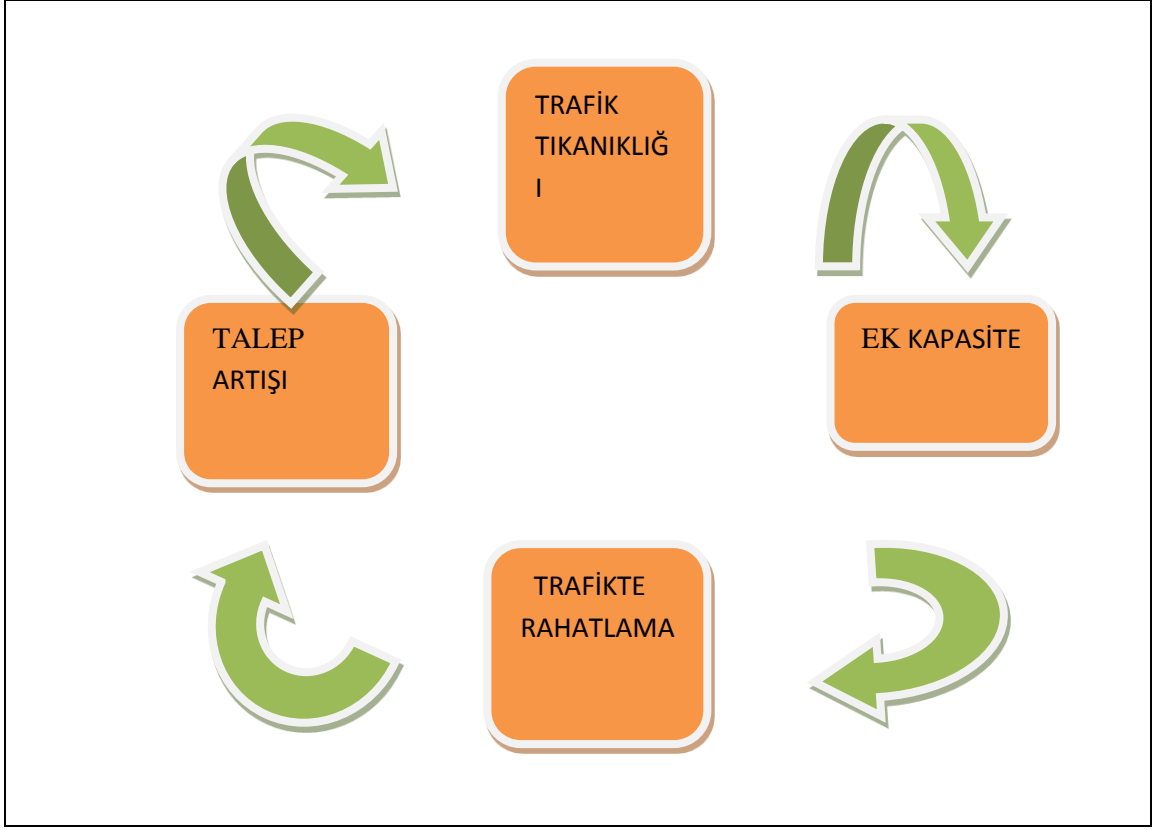 TRAFİK
TIKANIKLIĞ
I
TALEP
ARTIŞI
EK KAPASİTE
TRAFİKTE
RAHATLAMA